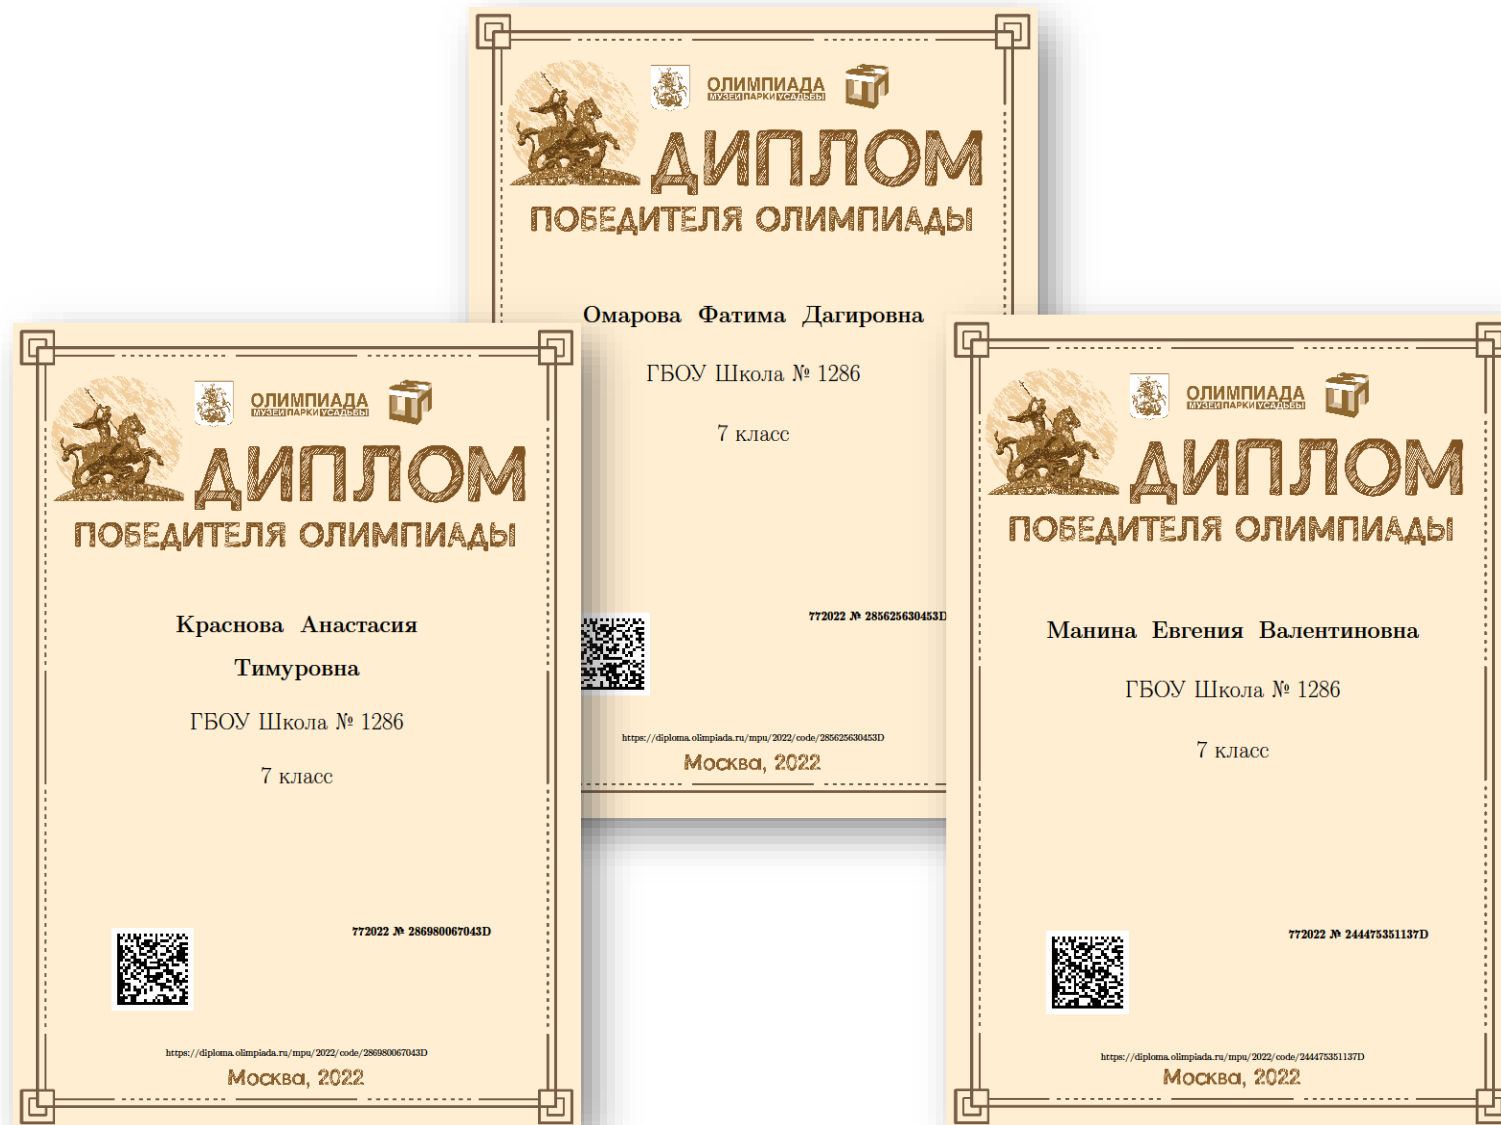 ОЛИМПИАДА
МУЗЕИ ПАРКИ УСАДЬБЫ
ДИПЛОМ
ПОБЕДИТЕЛЯ ОЛИМПИАДЫ
Омарова Фатима Дагировна
ГБОУ Школа № 1286
7 класс
772022 № 285625630453D
https://diploma.olimpiada.ru/mpu/2022/code/285625630453D
Москва, 2022
ОЛИМПИАДА
МУЗЕИ ПАРКИ УСАДЬБЫ
ДИПЛОМ
ПОБЕДИТЕЛЯ ОЛИМПИАДЫ
Краснова Анастасия
Тимуровна
ГБОУ Школа № 1286
7 класс
772022 № 286980067043D
https://diploma.olimpiada.ru/mpu/2022/code/286980067043D
Москва, 2022
ОЛИМПИАДА
МУЗЕИ ПАРКИ УСАДЬБЫ
ДИПЛОМ
ПОБЕДИТЕЛЯ ОЛИМПИАДЫ
Манина Евгения Валентиновна
ГБОУ Школа № 1286
7 класс
772022 № 244475351137D
https://diploma.olimpiada.ru/mpu/2022/code/244475351137D
Москва, 2022